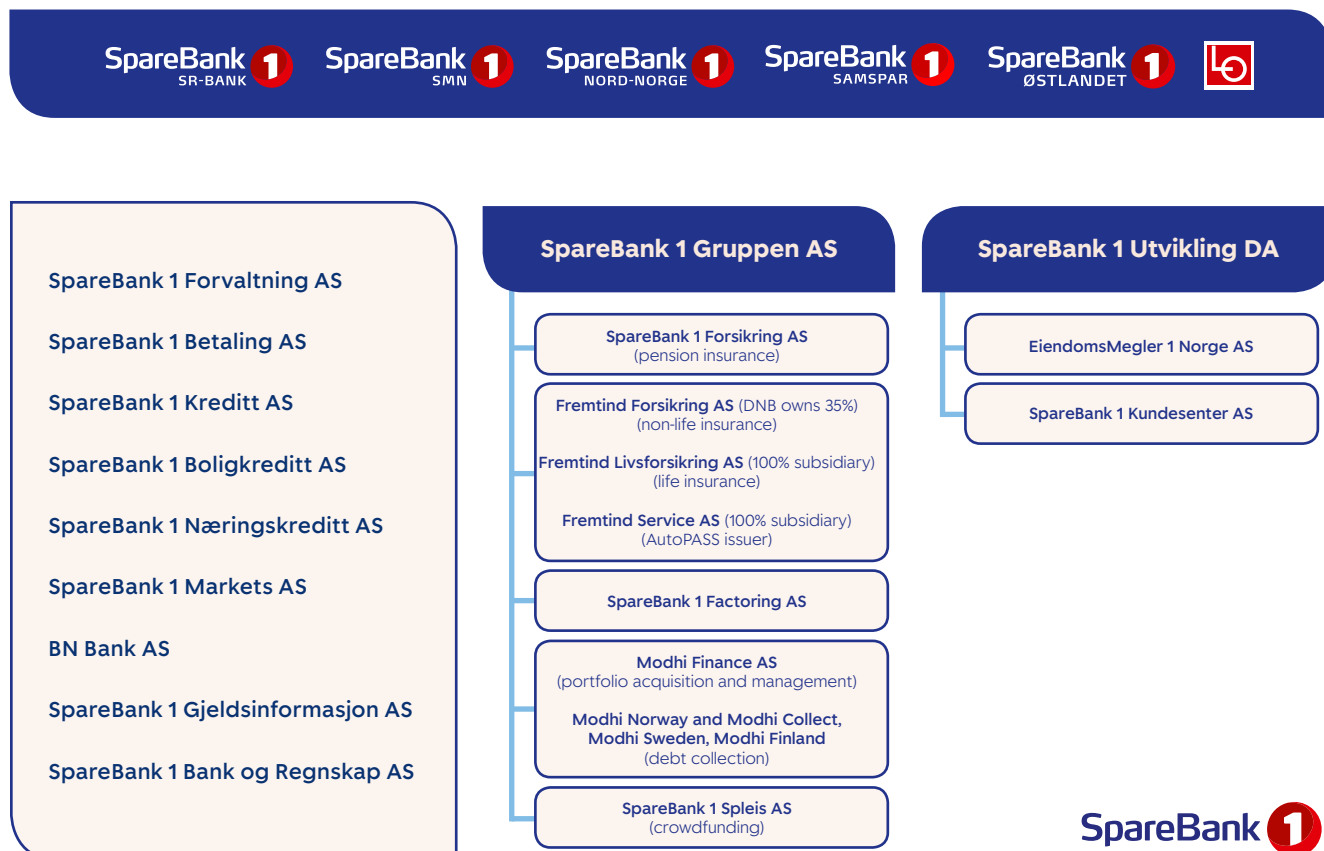 SpareBank 1
SR-BANK
SpareBank 1
SMN
SpareBank 1
NORD-NORGE
SpareBank 1
SAMSPAR
SpareBank 1
ØSTLANDET
LO
SpareBank 1 Forvaltning AS
SpareBank 1 Betaling AS
SpareBank 1 Kreditt AS
SpareBank 1 Boligkreditt AS
SpareBank 1 Næringskreditt AS
SpareBank 1 Markets AS
BN Bank AS
SpareBank 1 Gjeldsinformasjon AS
SpareBank 1 Bank og Regnskap AS
SpareBank 1 Gruppen AS
SpareBank 1 Forsikring AS
(pension insurance)
Fremtind Forsikring AS (DNB owns 35%)
(non-life insurance)
Fremtind Livsforsikring AS (100% subsidiary)
(life insurance)
Fremtind Service AS (100% subsidiary)
(AutoPASS issuer)
SpareBank 1 Factoring AS
Modhi Finance AS
(portfolio acquisition and management)
Modhi Norway and Modhi Collect,
Modhi Sweden, Modhi Finland
(debt collection)
SpareBank 1 Spleis AS
(crowdfunding)
SpareBank 1 Utvikling DA
EiendomsMegler 1 Norge AS
SpareBank 1 Kundesenter AS
SpareBank 1